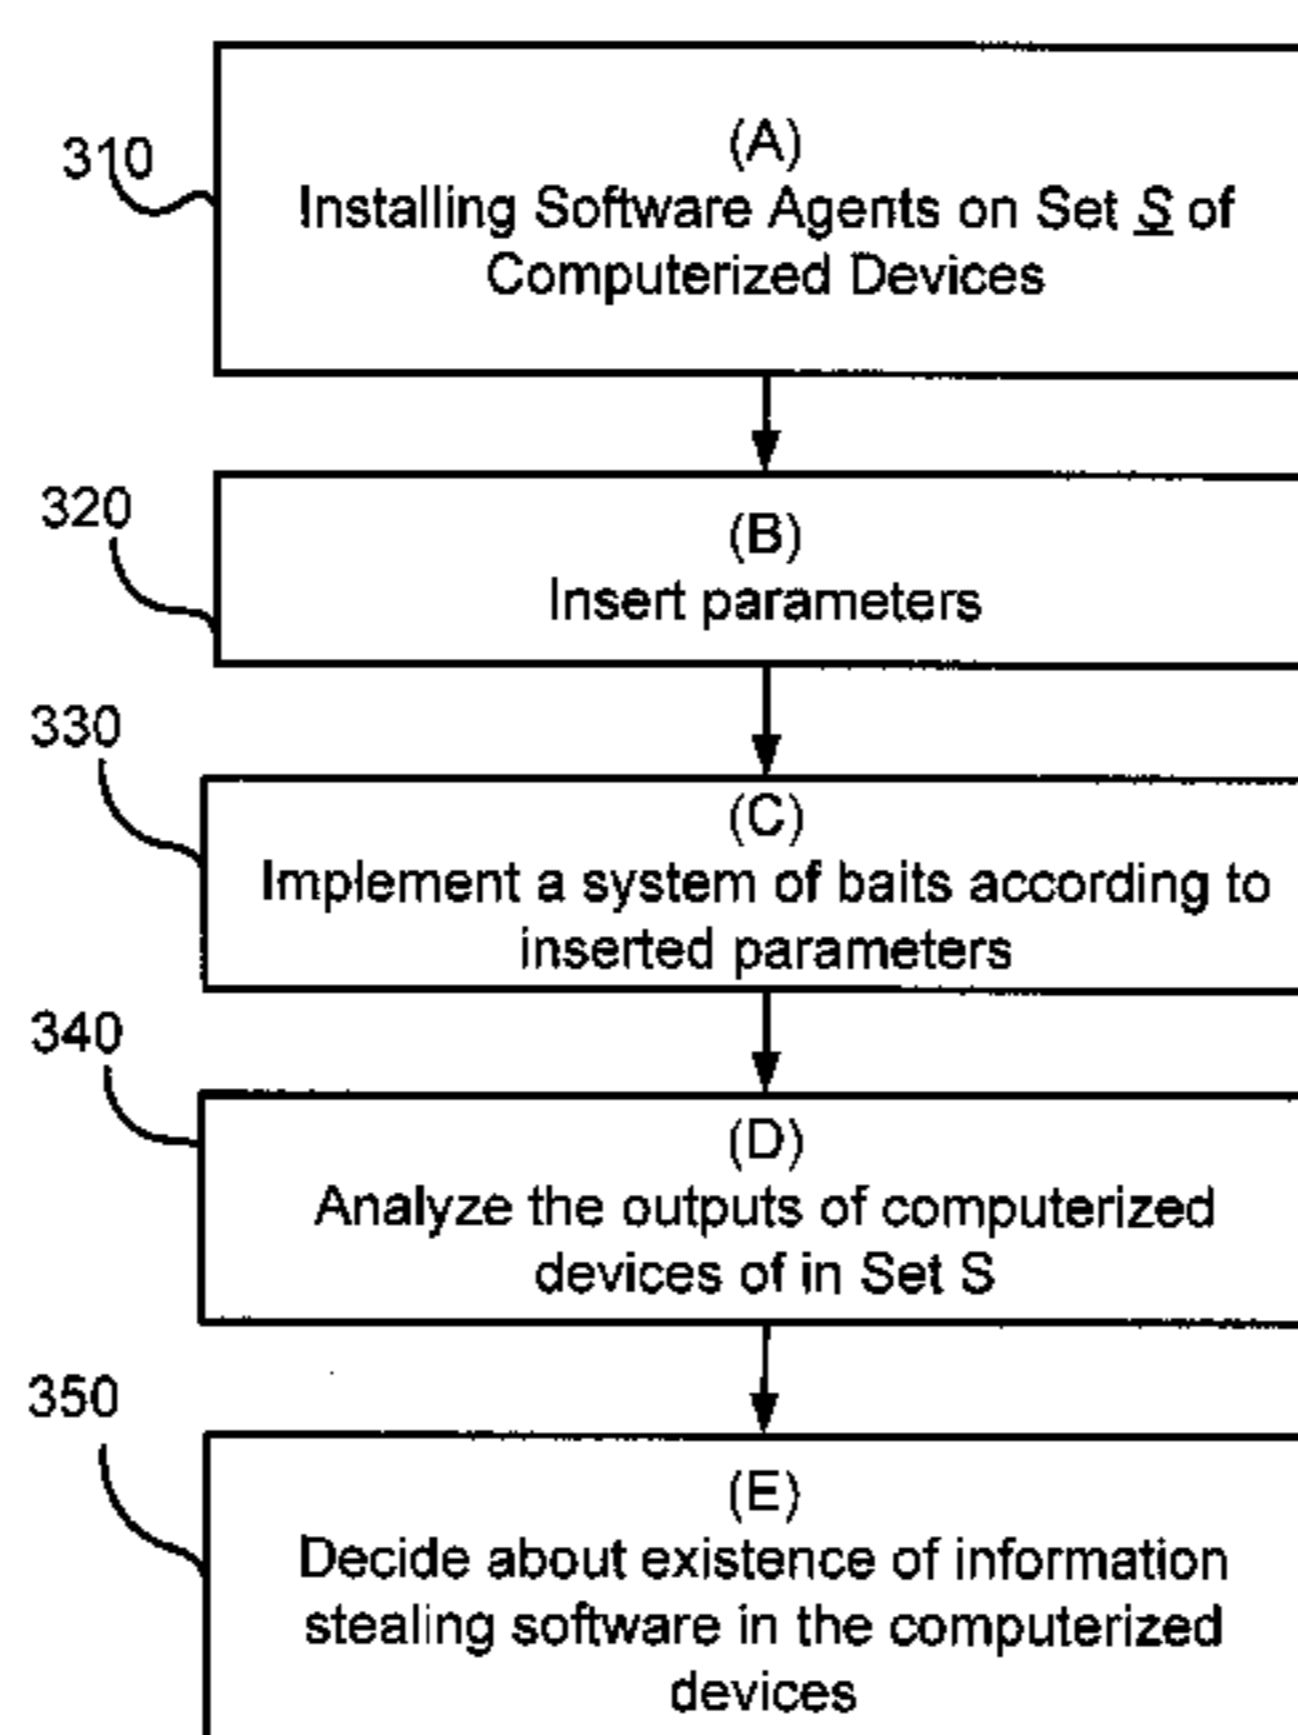 310
(A)
Installing Software Agents on Set S of
Computerized Devices
320
(B)
Insert parameters
330
(C)
Implement a system of baits according to
inserted parameters
340
(D)
Analyze the outputs of computerized
devices of in Set S
350
(E)
Decide about existence of information
stealing software in the computerized
devices